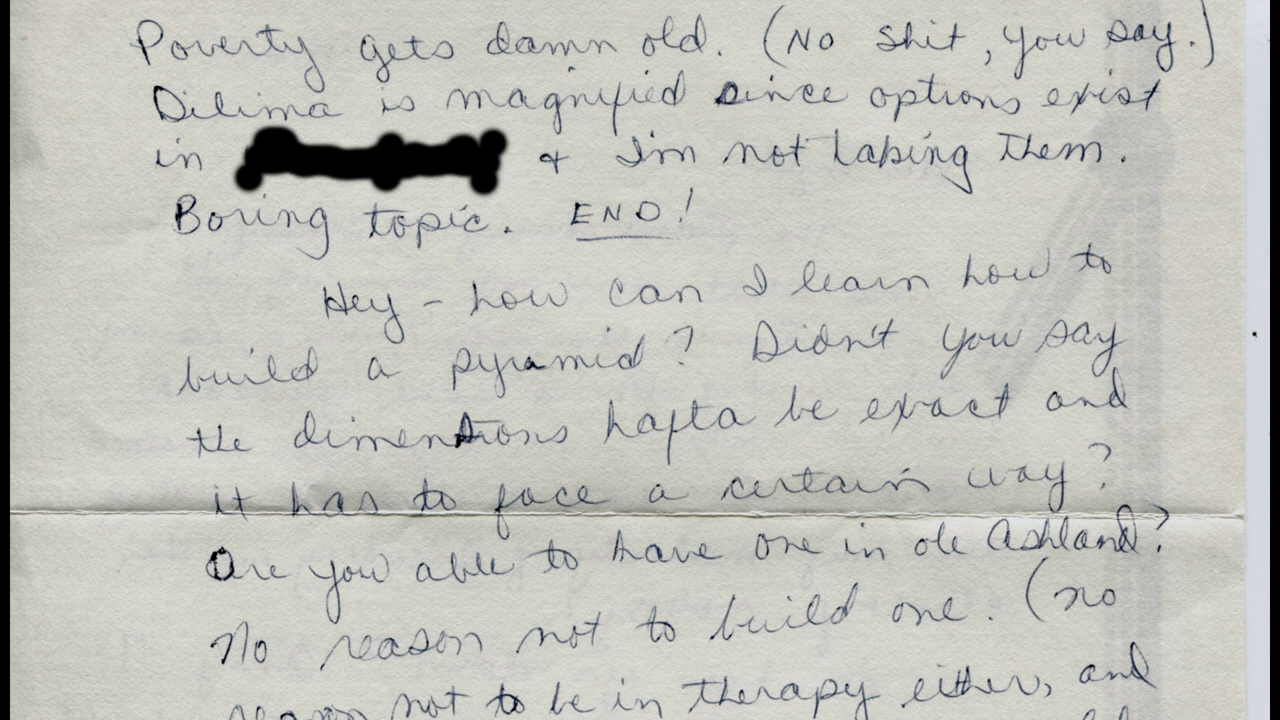 Poverty gets damn old. (No shit, you say.)
Dilima is magnified since options exist
in & I'm not taking them.
Boring topic. END!
Hey - how can I learn how to
build a pyramid? Didn't you say
the dimensions hafta be exact and
it has to face a certain way?
Are you able to have one in ole Ashland?
No reason not to build one. (no
reason not to be in therapy either, and